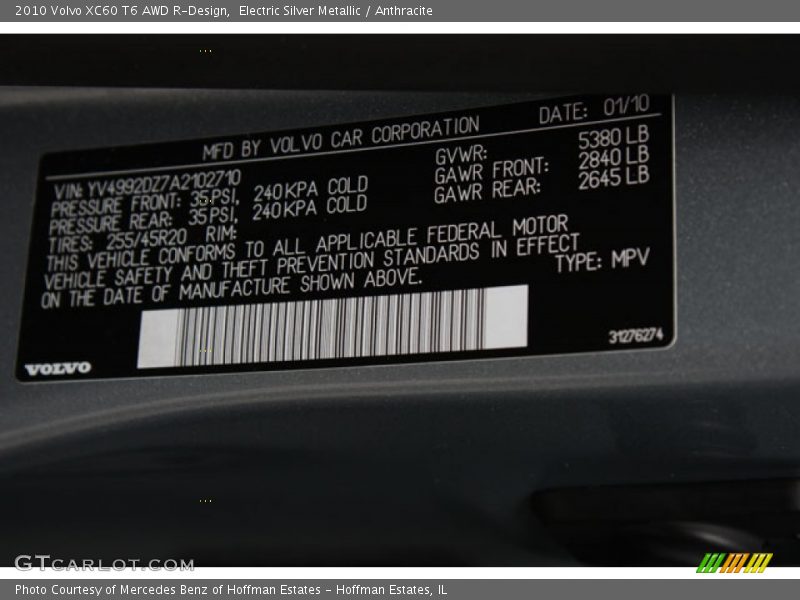 2010 Volvo XC60 T6 AWD R-Design,  Electric Silver Metallic / Anthracite
MFD BY VOLVO CAR CORPORATION DATE: 01/10
VIN: YV4992DZ7A2102710 GVWR: 5380 LB
PRESSURE FRONT: 35PSI, 240KPA COLD GAWR FRONT: 2840 LB
PRESSURE REAR: 35 PSI, 240KPA COLD GAWR REAR: 2645 LB
TIRES: 255/45R20 RIM:
THIS VEHICLE CONFORMS TO ALL APPLICABLE FEDERAL MOTOR
VEHICLE SAFETY AND THEFT PREVENTION STANDARDS IN EFFECT
ON THE DATE OF MANUFACTURE SHOWN ABOVE. TYPE: MPV
31276274
VOLVO
GTCARLOT.COM
Photo Courtesy of Mercedes Benz of Hoffman Estates - Hoffman Estates, IL